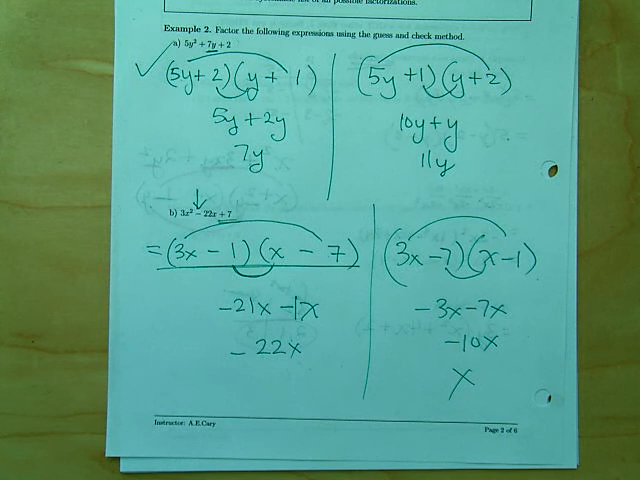 of all possible factorizations.
Example 2. Factor the following expressions using the guess and check method.
a) 5y² + 7y + 2
(5y + 2)(y + 1)
5y + 2y
7y
(5y + 1)(y + 2)
10y + y
11y
b) 3x² − 22x + 7
= (3x − 1)(x − 7)
−21x − 1x
−22x
(3x − 7)(x − 1)
−3x − 7x
−10x
X
Instructor: A.E.Cary
Page 2 of 6